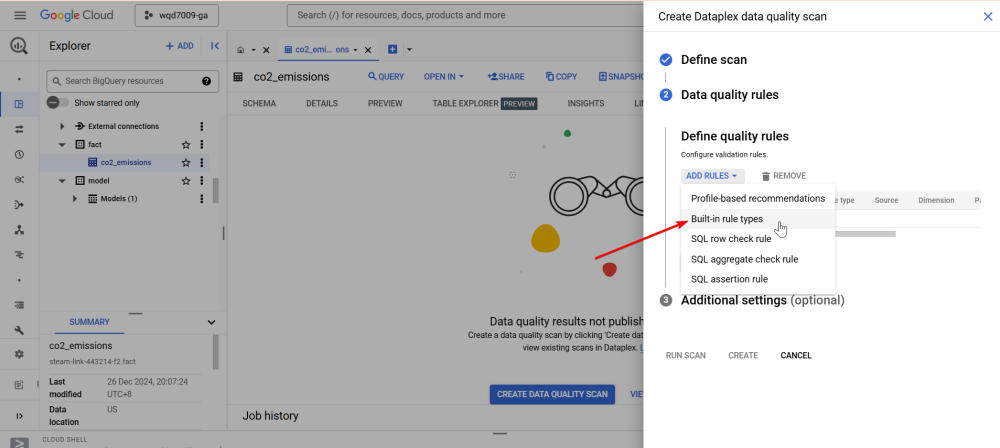 Google Cloud
wqd7009-ga
Search (/) for resources, docs, products and more
Explorer
+ ADD
Search BigQuery resources
Show starred only
External connections
fact
co2_emissions
model
Models (1)
SUMMARY
co2_emissions
steam-link-443214-f2.fact
Last modified
26 Dec 2024, 20:07:24 UTC+8
Data location
US
CLOUD SHELL
co2_emi... ons
co2_emissions
QUERY
OPEN IN
SHARE
COPY
SNAPSHO
SCHEMA
DETAILS
PREVIEW
TABLE EXPLORER PREVIEW
INSIGHTS
LIN
Data quality results not publish
Create a data quality scan by clicking 'Create dat
view existing scans in Dataplex.
CREATE DATA QUALITY SCAN
VIE
Job history
Create Dataplex data quality scan
Define scan
2 Data quality rules
Define quality rules
Configure validation rules.
ADD RULES
REMOVE
Profile-based recommendations
Built-in rule types
SQL row check rule
SQL aggregate check rule
SQL assertion rule
le type
Source
Dimension
Pa
3 Additional settings (optional)
RUN SCAN
CREATE
CANCEL